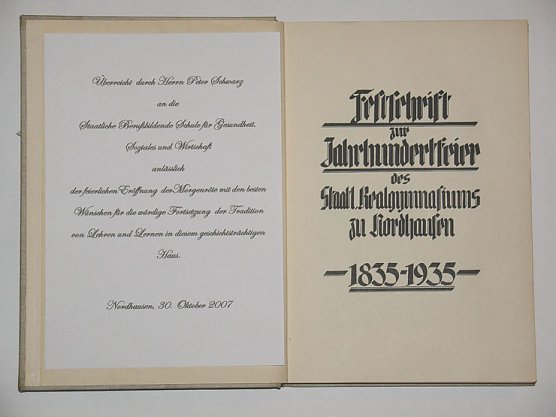 Überreicht durch Herrn Peter Schwarz
an die
Staatliche Berufsbildende Schule für Gesundheit,
Soziales und Wirtschaft
anlässlich
der feierlichen Eröffnung der Morgenröte mit den besten
Wünschen für die würdige Fortsetzung der Tradition
von Lehren und Lernen in diesem geschichtsträchtigen
Haus.
Nordhausen, 30. Oktober 2007
Festschrift
zur
Jahrhundertfeier
des
Staatl. Realgymnasiums
zu Nordhausen
-1835-1935-